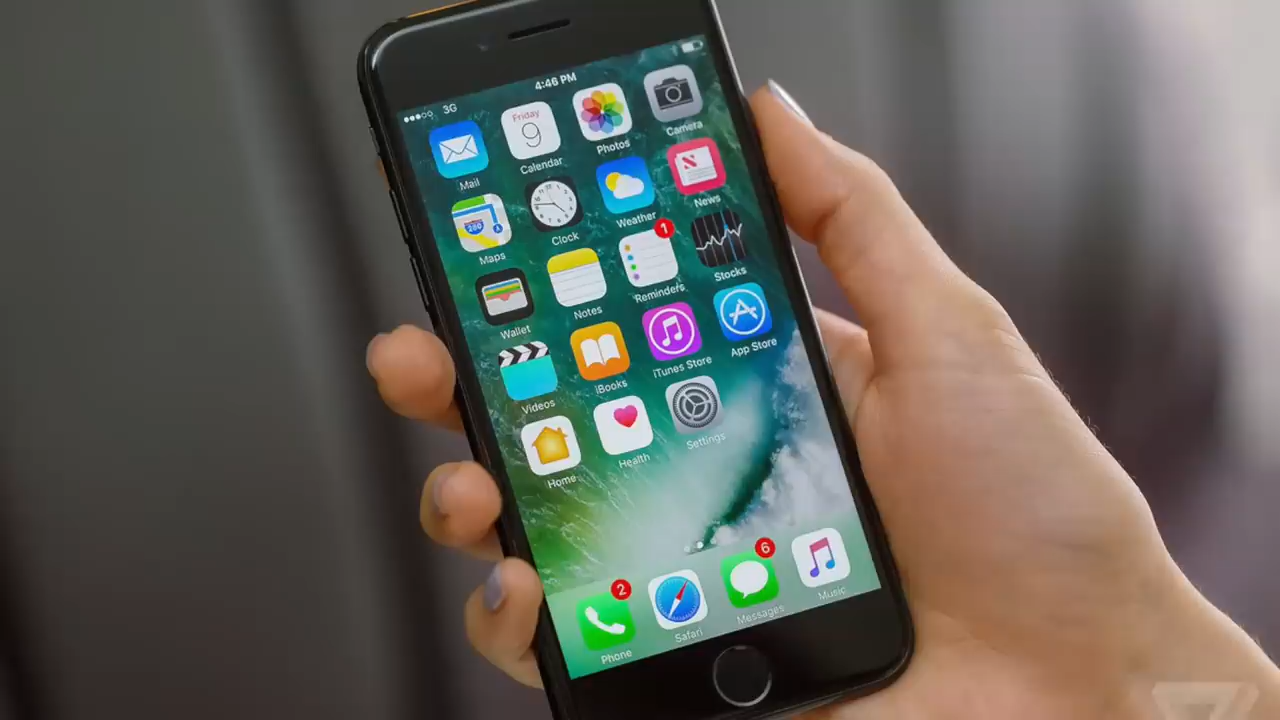 3G 4:46 PM
Friday
9
Mail Calendar Photos Camera
280
Maps Clock Weather News
1
Wallet Notes Reminders Stocks
Videos iBooks iTunes Store App Store
Home Health Settings
2 6
Phone Safari Messages Music